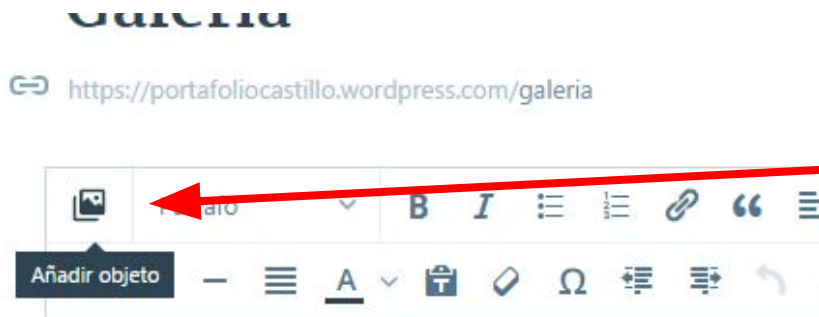 Galería
https://portafoliocastillo.wordpress.com/galeria
B I
Añadir objeto
A T Ω